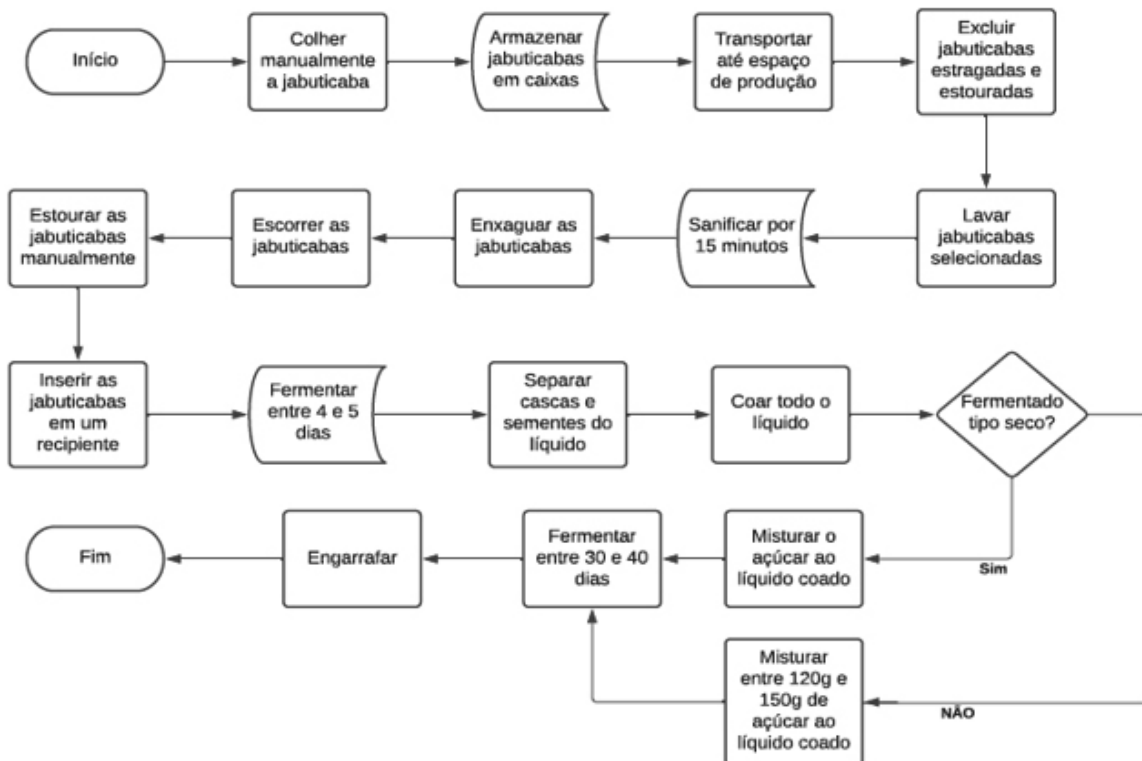 Início
Colher
manualmente
a jabuticaba
Armazenar
jabuticabas
em caixas
Transportar
até espaço
de produção
Excluir
jabuticabas
estragadas e
estouradas
Lavar
jabuticabas
selecionadas
Sanificar por
15 minutos
Enxaguar as
jabuticabas
Escorrer as
jabuticabas
Estourar as
jabuticabas
manualmente
Inserir as
jabuticabas
em um
recipiente
Fermentar
entre 4 e 5
dias
Separar
cascas e
sementes do
líquido
Coar todo o
líquido
Fermentado
tipo seco?
Sim
Misturar o
açúcar ao
líquido coado
NÃO
Misturar
entre 120g e
150g de
açúcar ao
líquido coado
Fermentar
entre 30 e 40
dias
Engarrafar
Fim